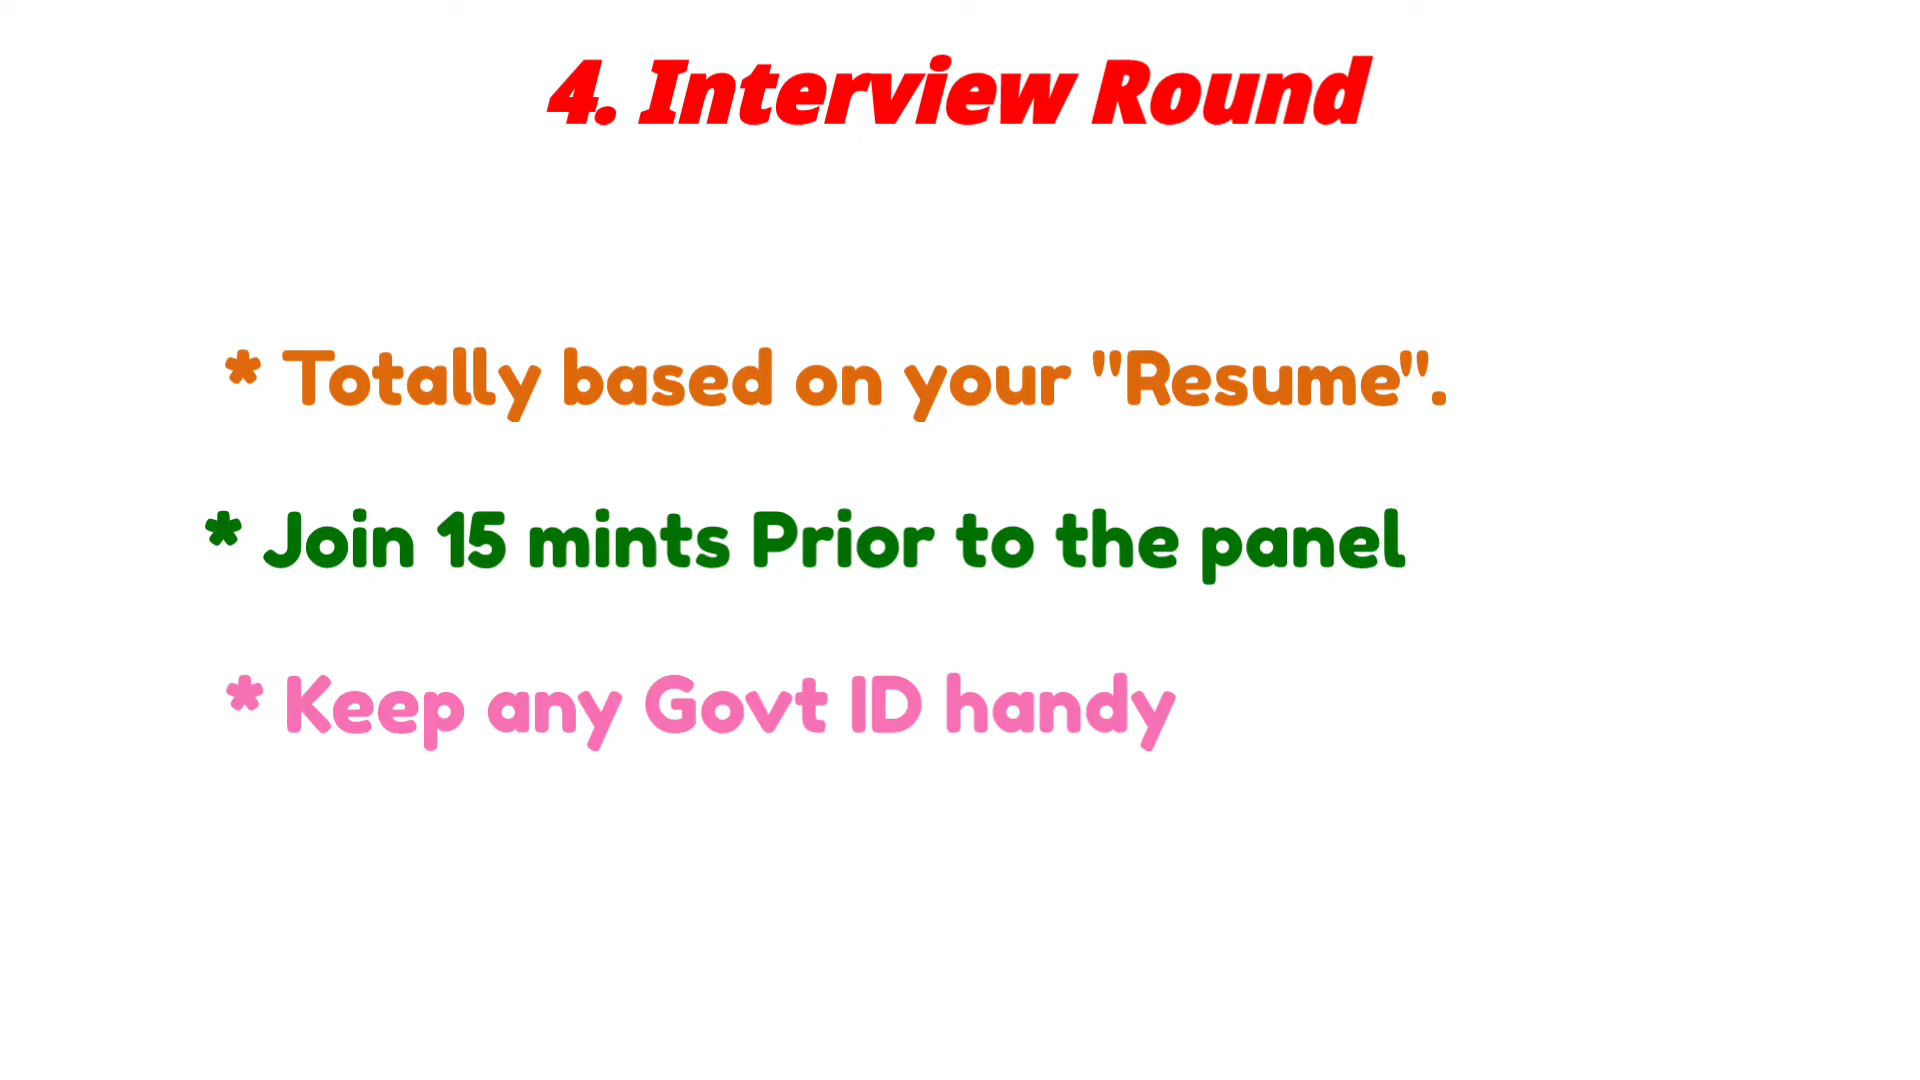 4. Interview Round
* Totally based on your "Resume".
* Join 15 mints Prior to the panel
* Keep any Govt ID handy